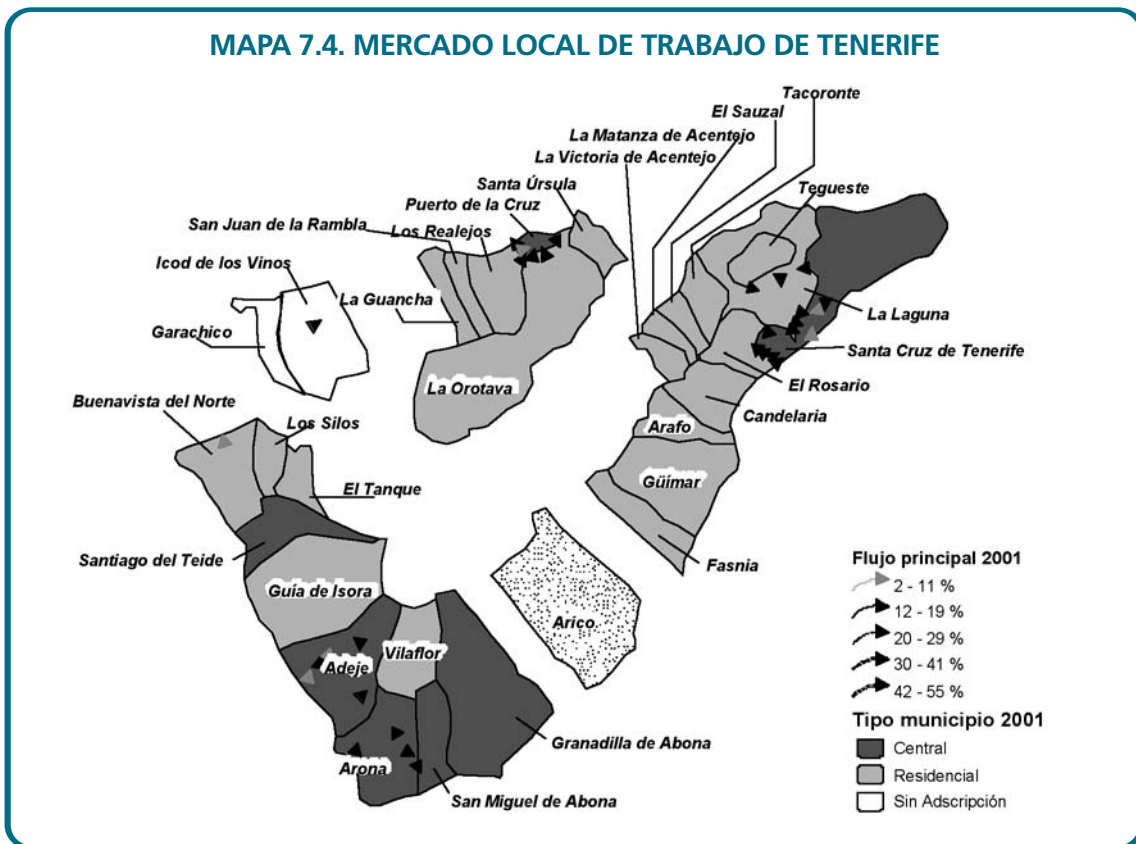 MAPA 7.4. MERCADO LOCAL DE TRABAJO DE TENERIFE
Tacoronte
El Sauzal
La Matanza de Acentejo
La Victoria de Acentejo
Santa Úrsula
Tegueste
Puerto de la Cruz
San Juan de la Rambla
Los Realejos
Icod de los Vinos
La Guancha
La Laguna
Garachico
Santa Cruz de Tenerife
La Orotava
El Rosario
Buenavista del Norte
Candelaria
Los Silos
Arafo
Güímar
El Tanque
Santiago del Teide
Fasnia
Guía de Isora
Arico
Vilaflor
Adeje
Granadilla de Abona
Arona
San Miguel de Abona
Flujo principal 2001
2 - 11 %
12 - 19 %
20 - 29 %
30 - 41 %
42 - 55 %
Tipo municipio 2001
Central
Residencial
Sin Adscripción